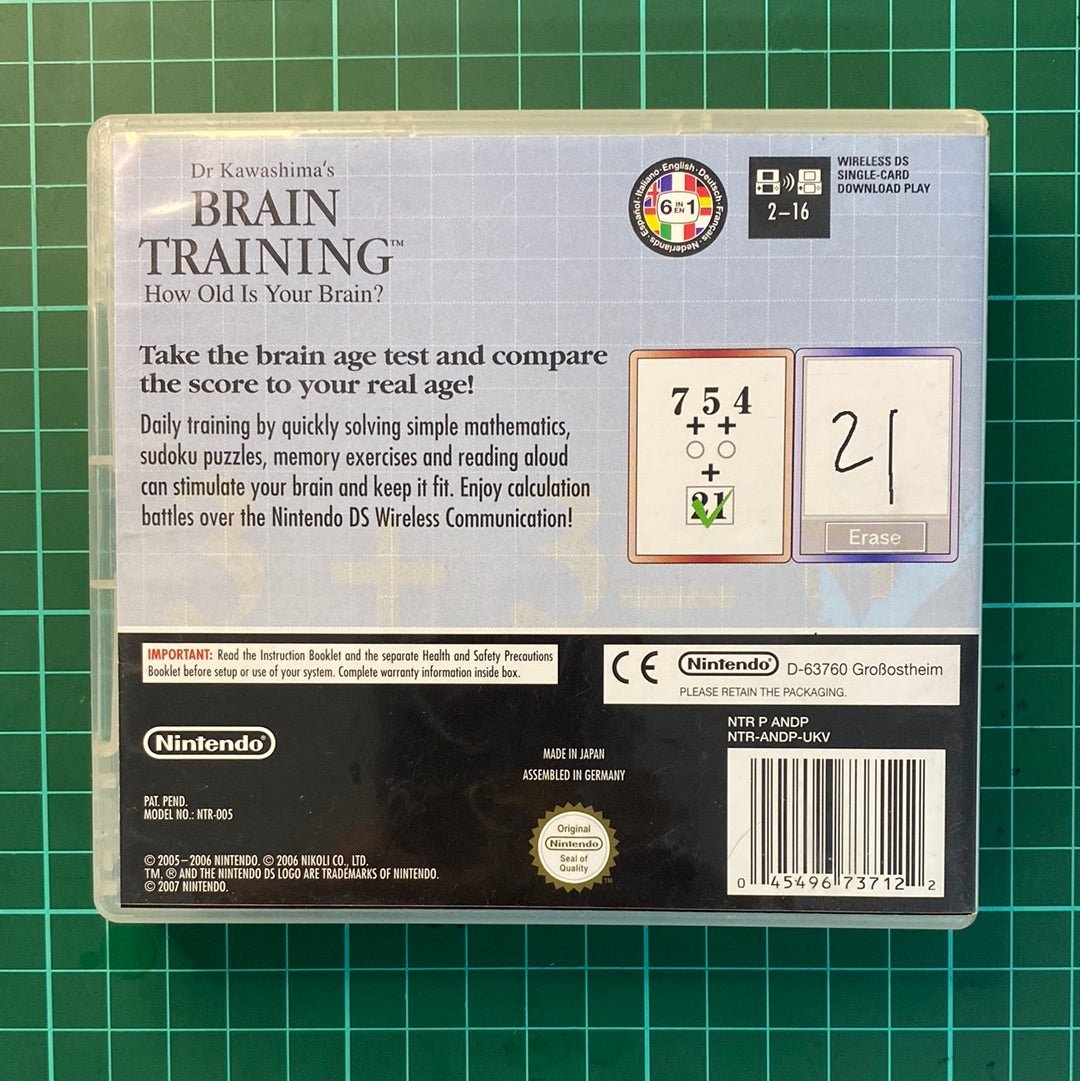 Dr Kawashima's
BRAIN
TRAINING™
How Old Is Your Brain?
English · Deutsch · Français · Nederlands · Español · Italiano
6 IN EN 1
2–16
WIRELESS DS
SINGLE-CARD
DOWNLOAD PLAY
Take the brain age test and compare
the score to your real age!
Daily training by quickly solving simple mathematics,
sudoku puzzles, memory exercises and reading aloud
can stimulate your brain and keep it fit. Enjoy calculation
battles over the Nintendo DS Wireless Communication!
7 5 4
+ +
+
21
21
Erase
3 + 3 =
IMPORTANT: Read the Instruction Booklet and the separate Health and Safety Precautions
Booklet before setup or use of your system. Complete warranty information inside box.
CE Nintendo® D-63760 Großostheim
PLEASE RETAIN THE PACKAGING.
Nintendo®
NTR P ANDP
NTR-ANDP-UKV
MADE IN JAPAN
ASSEMBLED IN GERMANY
PAT. PEND.
MODEL NO.: NTR-005
Original
Nintendo
Seal of
Quality
TM
© 2005–2006 NINTENDO. © 2006 NIKOLI CO., LTD.
TM, ® AND THE NINTENDO DS LOGO ARE TRADEMARKS OF NINTENDO.
© 2007 NINTENDO.
0 45496 73712 2